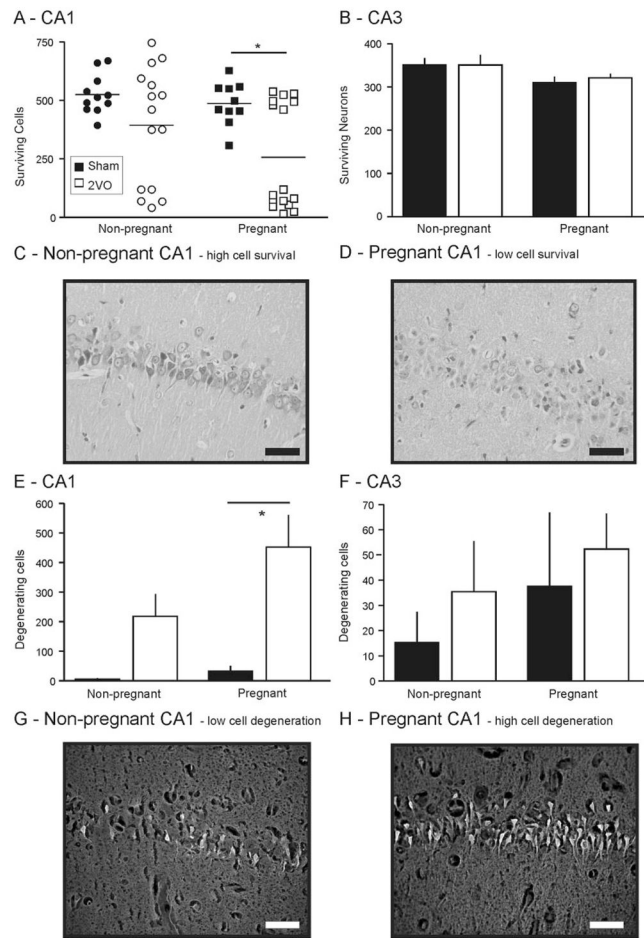 A - CA1
B - CA3
750
500
250
0
Surviving Cells
Sham
2VO
*
Non-pregnant
Pregnant
400
300
200
100
0
Surviving Neurons
Non-pregnant
Pregnant
C - Non-pregnant CA1 - high cell survival
D - Pregnant CA1 - low cell survival
E - CA1
F - CA3
600
500
400
300
200
100
0
Degenerating cells
*
Non-pregnant
Pregnant
70
60
50
40
30
20
10
0
Degenerating cells
Non-pregnant
Pregnant
G - Non-pregnant CA1 - low cell degeneration
H - Pregnant CA1 - high cell degeneration